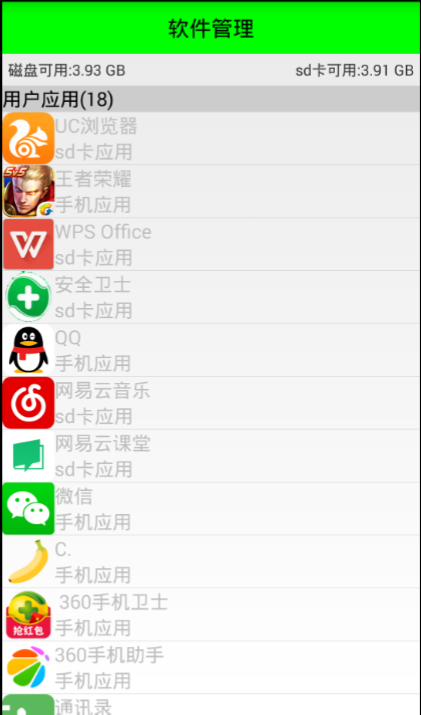 软件管理
磁盘可用:3.93 GB
sd卡可用:3.91 GB
用户应用(18)
UC浏览器
sd卡应用
5V5
王者荣耀
手机应用
WPS Office
sd卡应用
安全卫士
sd卡应用
QQ
手机应用
网易云音乐
sd卡应用
网易云课堂
sd卡应用
微信
手机应用
C.
手机应用
360手机卫士
抢红包
手机应用
360手机助手
手机应用
通讯录